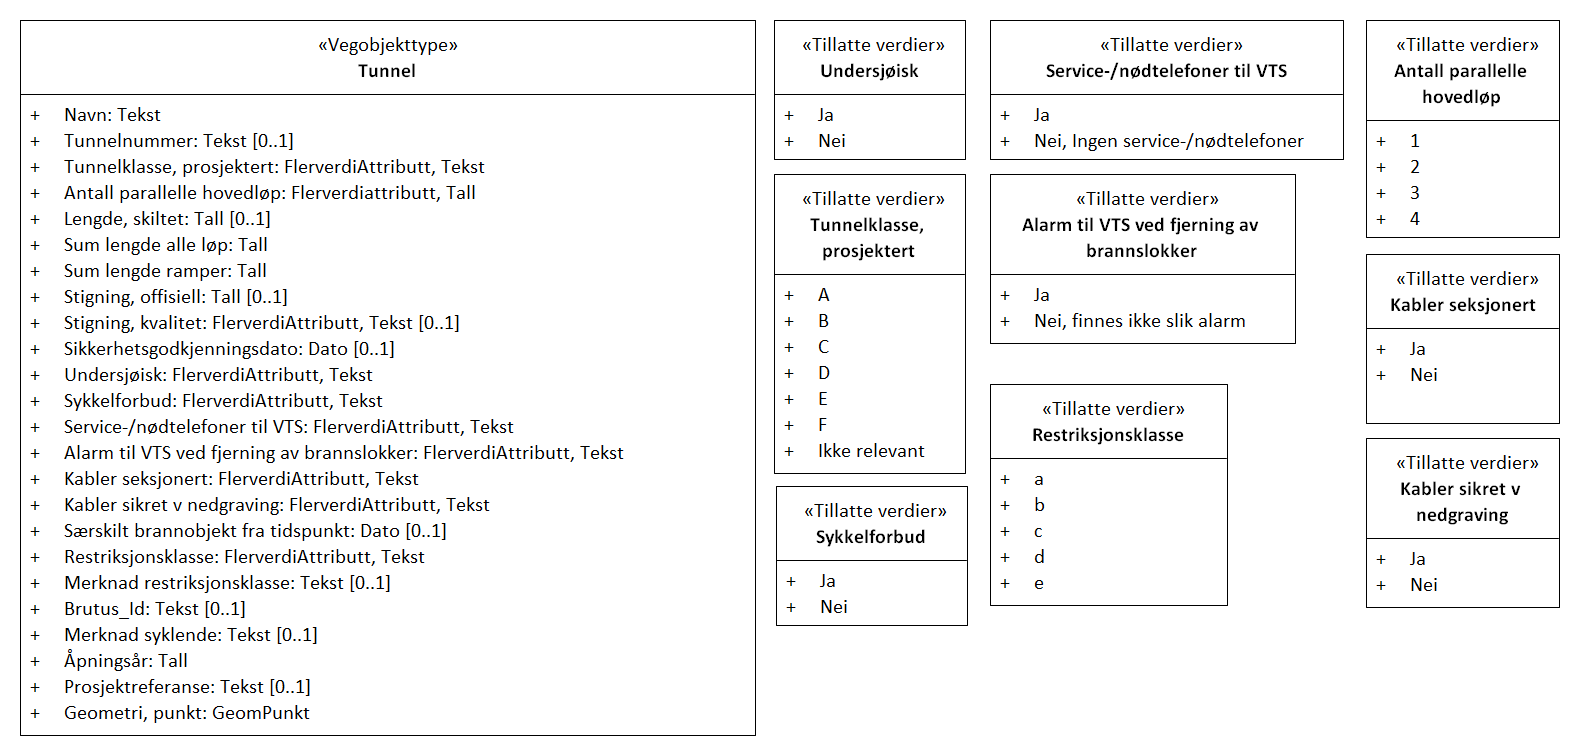 «Vegobjekttype»
Tunnel
+ Navn: Tekst
+ Tunnelnummer: Tekst [0..1]
+ Tunnelklasse, prosjektert: FlerverdiAttributt, Tekst
+ Antall parallelle hovedløp: Flerverdiattributt, Tall
+ Lengde, skiltet: Tall [0..1]
+ Sum lengde alle løp: Tall
+ Sum lengde ramper: Tall
+ Stigning, offisiell: Tall [0..1]
+ Stigning, kvalitet: FlerverdiAttributt, Tekst [0..1]
+ Sikkerhetsgodkjenningsdato: Dato [0..1]
+ Undersjøisk: FlerverdiAttributt, Tekst
+ Sykkelforbud: FlerverdiAttributt, Tekst
+ Service-/nødtelefoner til VTS: FlerverdiAttributt, Tekst
+ Alarm til VTS ved fjerning av brannslokker: FlerverdiAttributt, Tekst
+ Kabler seksjonert: FlerverdiAttributt, Tekst
+ Kabler sikret v nedgraving: FlerverdiAttributt, Tekst
+ Særskilt brannobjekt fra tidspunkt: Dato [0..1]
+ Restriksjonsklasse: FlerverdiAttributt, Tekst
+ Merknad restriksjonsklasse: Tekst [0..1]
+ Brutus_Id: Tekst [0..1]
+ Merknad syklende: Tekst [0..1]
+ Åpningsår: Tall
+ Prosjektreferanse: Tekst [0..1]
+ Geometri, punkt: GeomPunkt
«Tillatte verdier»
Undersjøisk
+ Ja
+ Nei
«Tillatte verdier»
Tunnelklasse,
prosjektert
+ A
+ B
+ C
+ D
+ E
+ F
+ Ikke relevant
«Tillatte verdier»
Sykkelforbud
+ Ja
+ Nei
«Tillatte verdier»
Service-/nødtelefoner til VTS
+ Ja
+ Nei, Ingen service-/nødtelefoner
«Tillatte verdier»
Alarm til VTS ved fjerning av
brannslokker
+ Ja
+ Nei, finnes ikke slik alarm
«Tillatte verdier»
Restriksjonsklasse
+ a
+ b
+ c
+ d
+ e
«Tillatte verdier»
Antall parallelle
hovedløp
+ 1
+ 2
+ 3
+ 4
«Tillatte verdier»
Kabler seksjonert
+ Ja
+ Nei
«Tillatte verdier»
Kabler sikret v
nedgraving
+ Ja
+ Nei